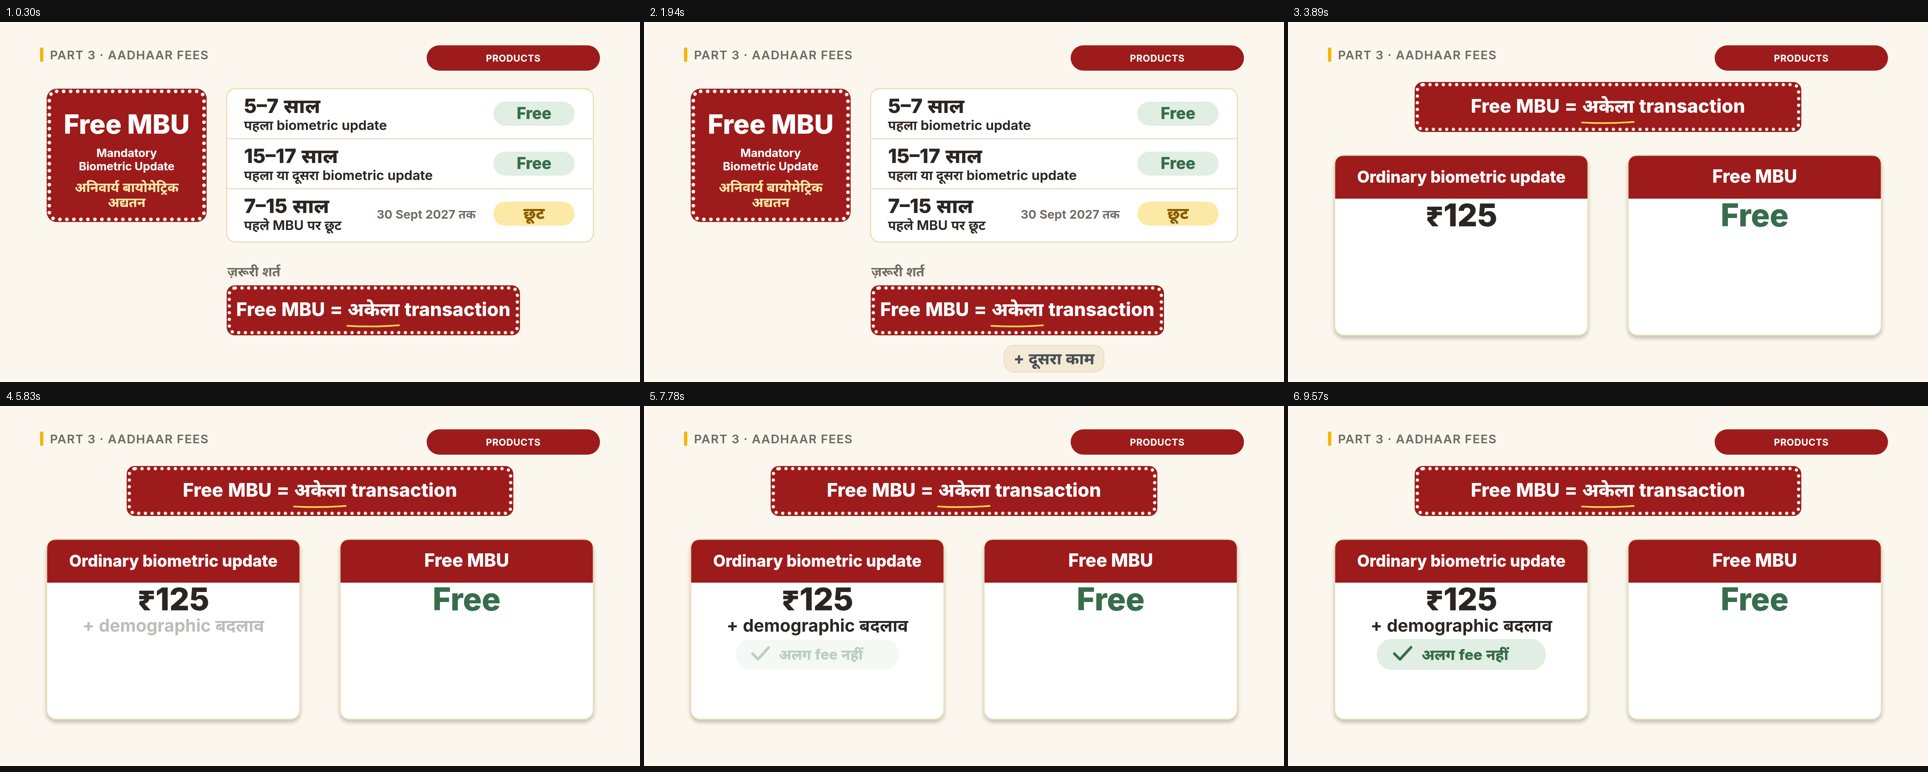 1. 0.30s
PART 3 · AADHAAR FEES
PRODUCTS
Free MBU
Mandatory
Biometric Update
अनिवार्य बायोमेट्रिक
अद्यतन
5–7 साल
पहला biometric update
Free
15–17 साल
पहला या दूसरा biometric update
Free
7–15 साल
पहले MBU पर छूट
30 Sept 2027 तक
छूट
ज़रूरी शर्त
Free MBU = अकेला transaction
2. 1.94s
PART 3 · AADHAAR FEES
PRODUCTS
Free MBU
Mandatory
Biometric Update
अनिवार्य बायोमेट्रिक
अद्यतन
5–7 साल
पहला biometric update
Free
15–17 साल
पहला या दूसरा biometric update
Free
7–15 साल
पहले MBU पर छूट
30 Sept 2027 तक
छूट
ज़रूरी शर्त
Free MBU = अकेला transaction
+ दूसरा काम
3. 3.89s
PART 3 · AADHAAR FEES
PRODUCTS
Free MBU = अकेला transaction
Ordinary biometric update
₹125
Free MBU
Free
4. 5.83s
PART 3 · AADHAAR FEES
PRODUCTS
Free MBU = अकेला transaction
Ordinary biometric update
₹125
+ demographic बदलाव
Free MBU
Free
5. 7.78s
PART 3 · AADHAAR FEES
PRODUCTS
Free MBU = अकेला transaction
Ordinary biometric update
₹125
+ demographic बदलाव
अलग fee नहीं
Free MBU
Free
6. 9.57s
PART 3 · AADHAAR FEES
PRODUCTS
Free MBU = अकेला transaction
Ordinary biometric update
₹125
+ demographic बदलाव
अलग fee नहीं
Free MBU
Free